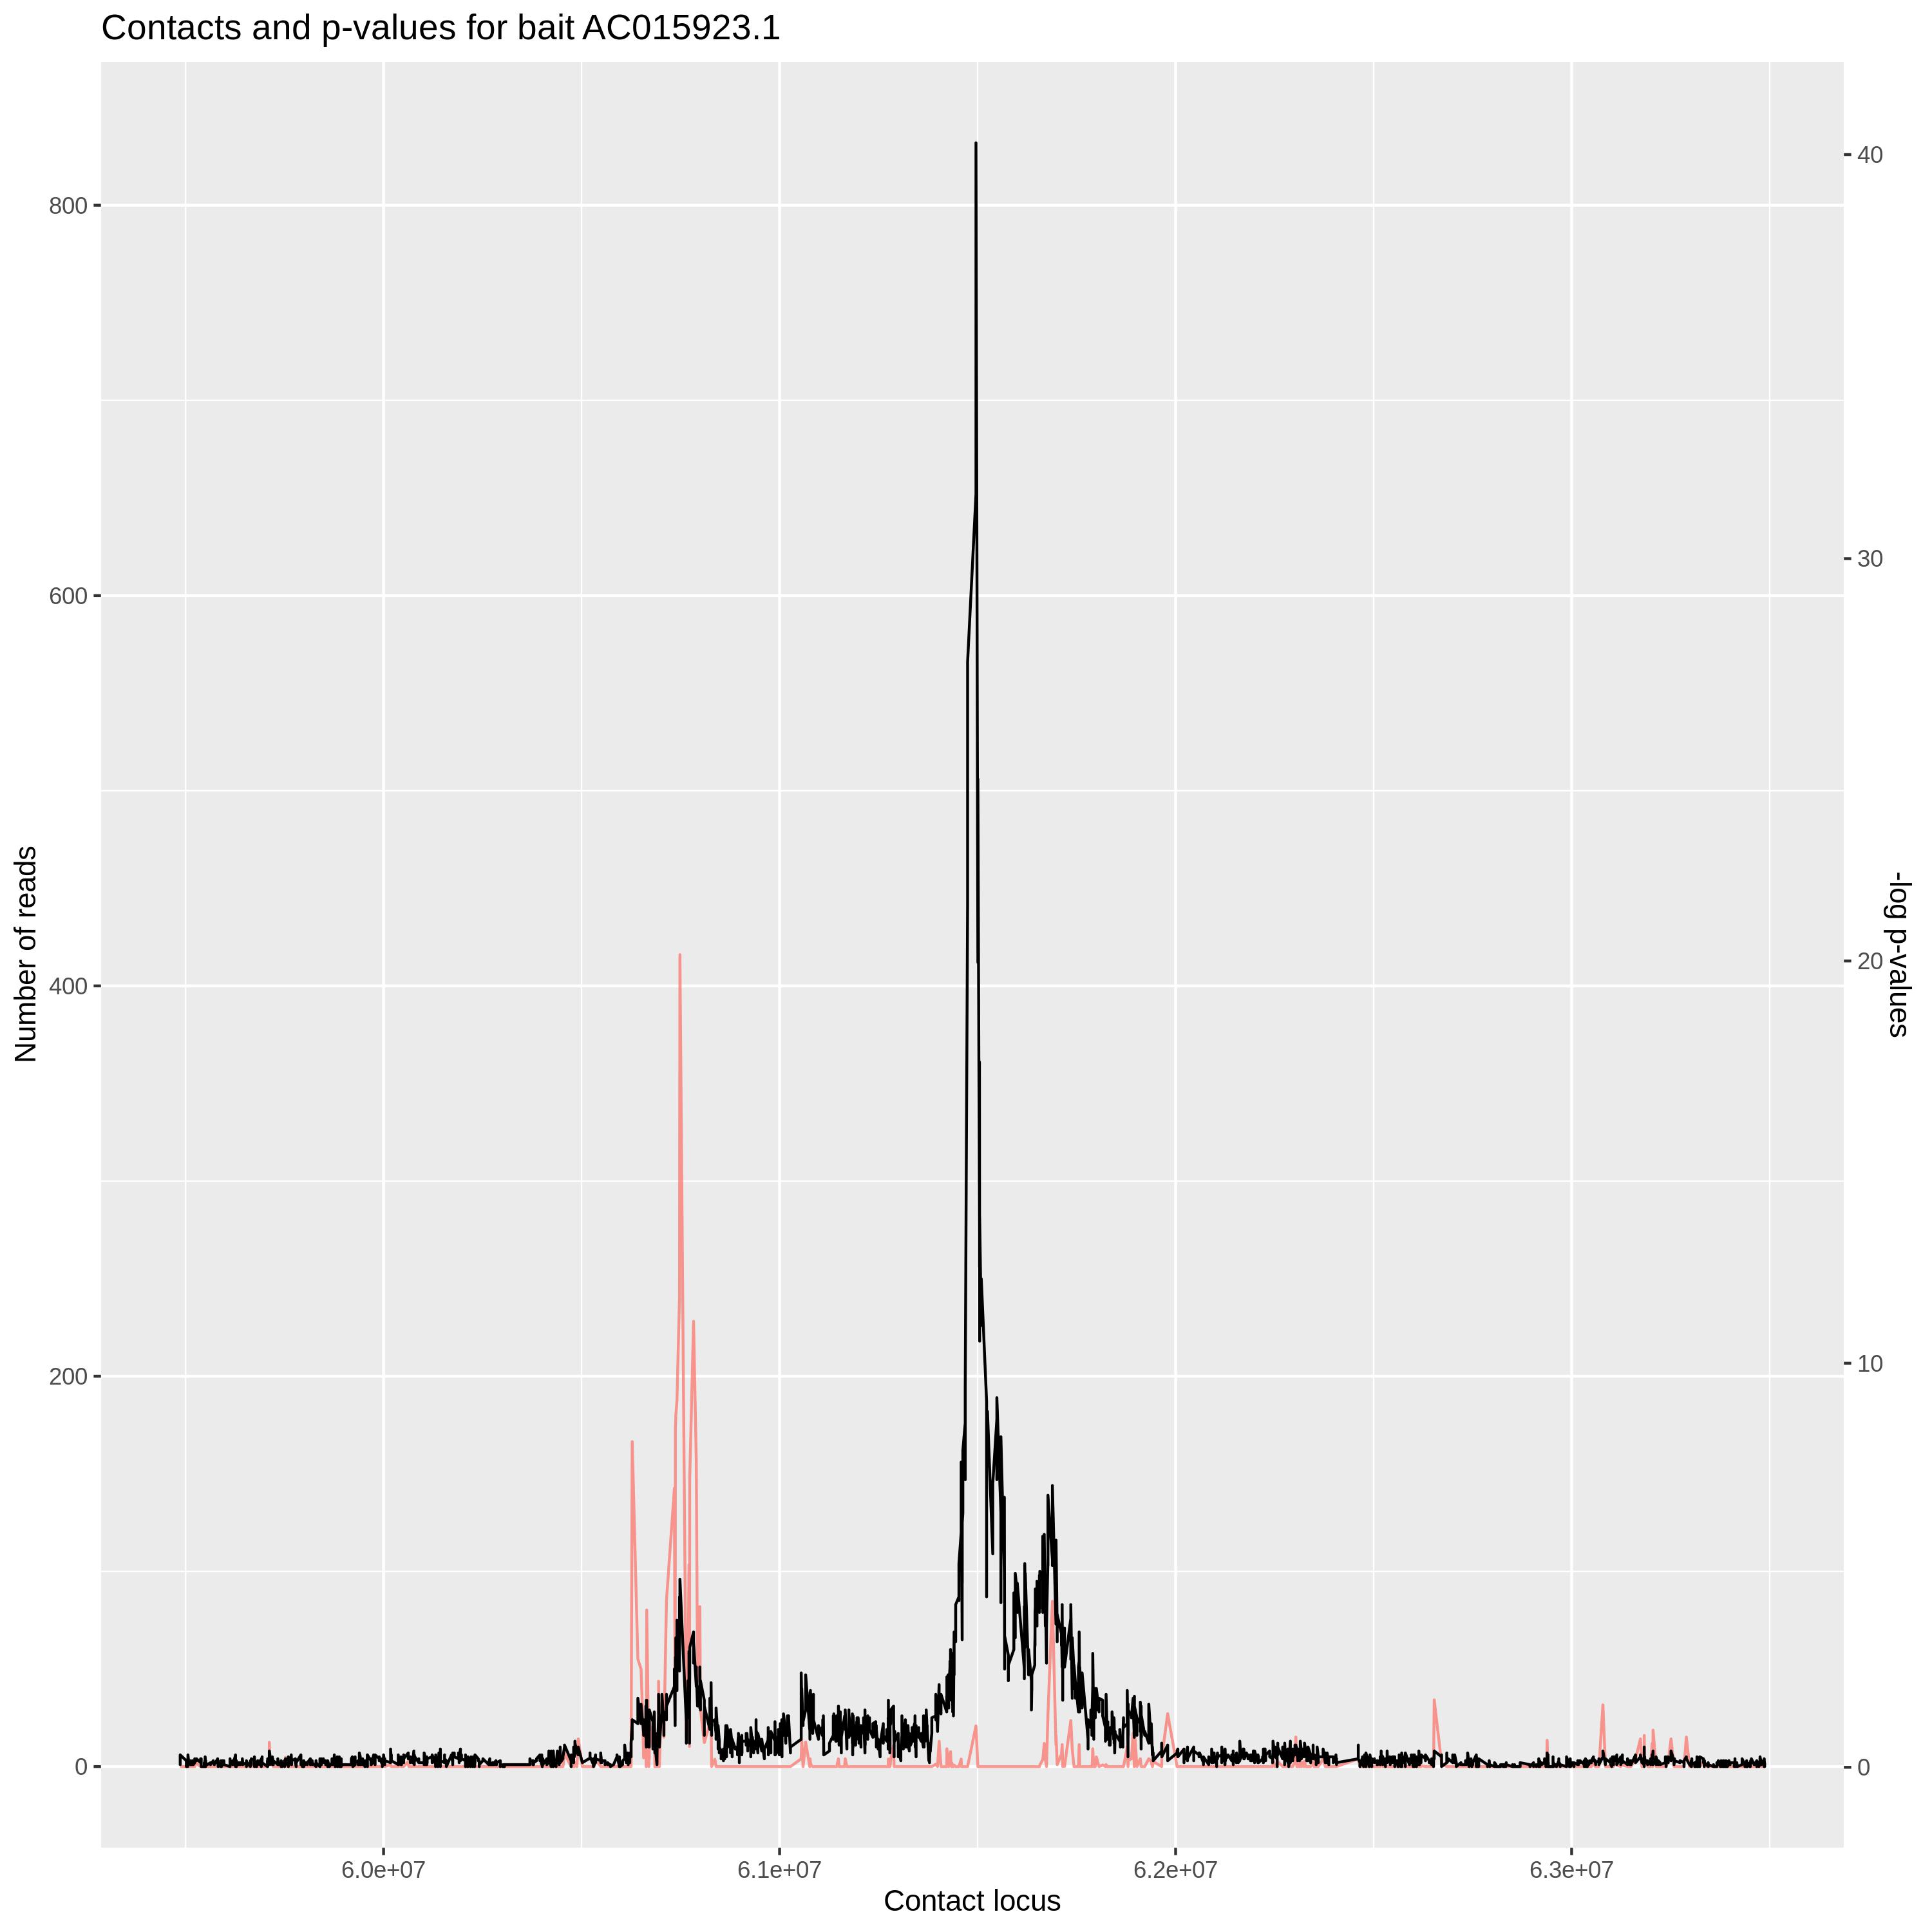 Contacts and p-values for bait AC015923.1
800
600
400
200
0
Number of reads
40
30
20
10
0
-log p-values
6.0e+07
6.1e+07
6.2e+07
6.3e+07
Contact locus